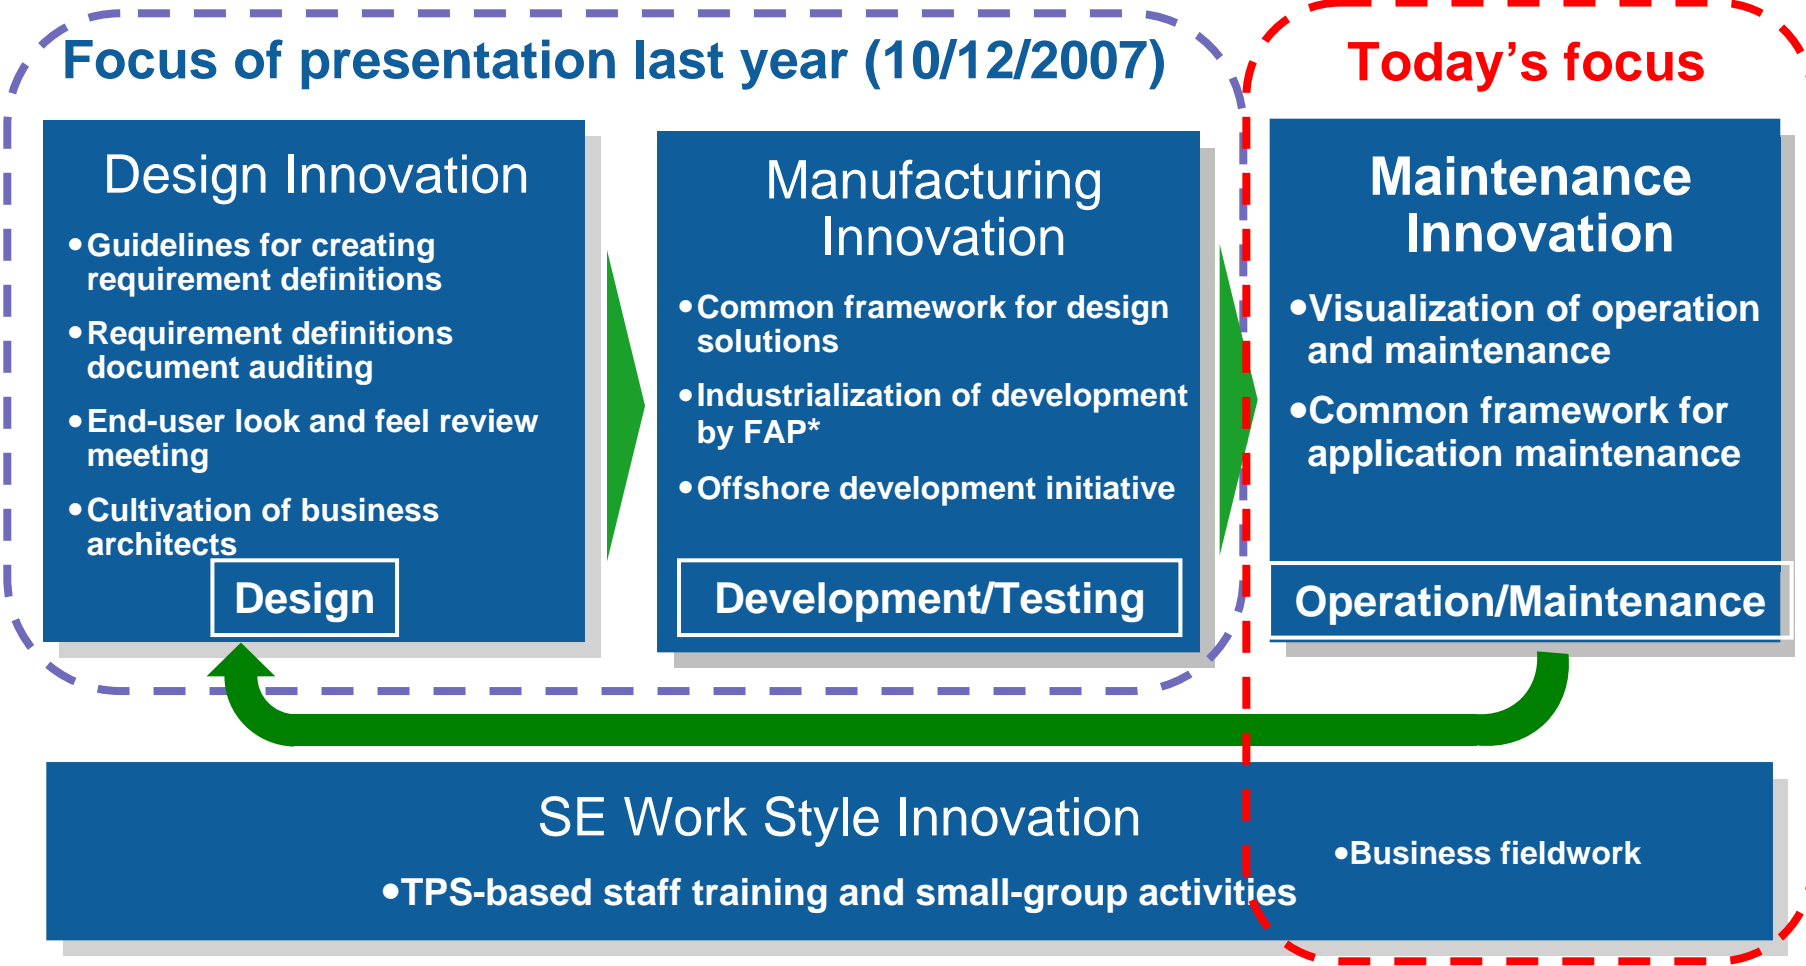 Focus of presentation last year (10/12/2007)
Today's focus
Design Innovation
•Guidelines for creating
requirement definitions
•Requirement definitions
document auditing
•End-user look and feel review
meeting
•Cultivation of business
architects
Design
Manufacturing
Innovation
•Common framework for design
solutions
•Industrialization of development
by FAP*
•Offshore development initiative
Development/Testing
Maintenance
Innovation
•Visualization of operation
and maintenance
•Common framework for
application maintenance
Operation/Maintenance
SE Work Style Innovation
•TPS-based staff training and small-group activities
•Business fieldwork